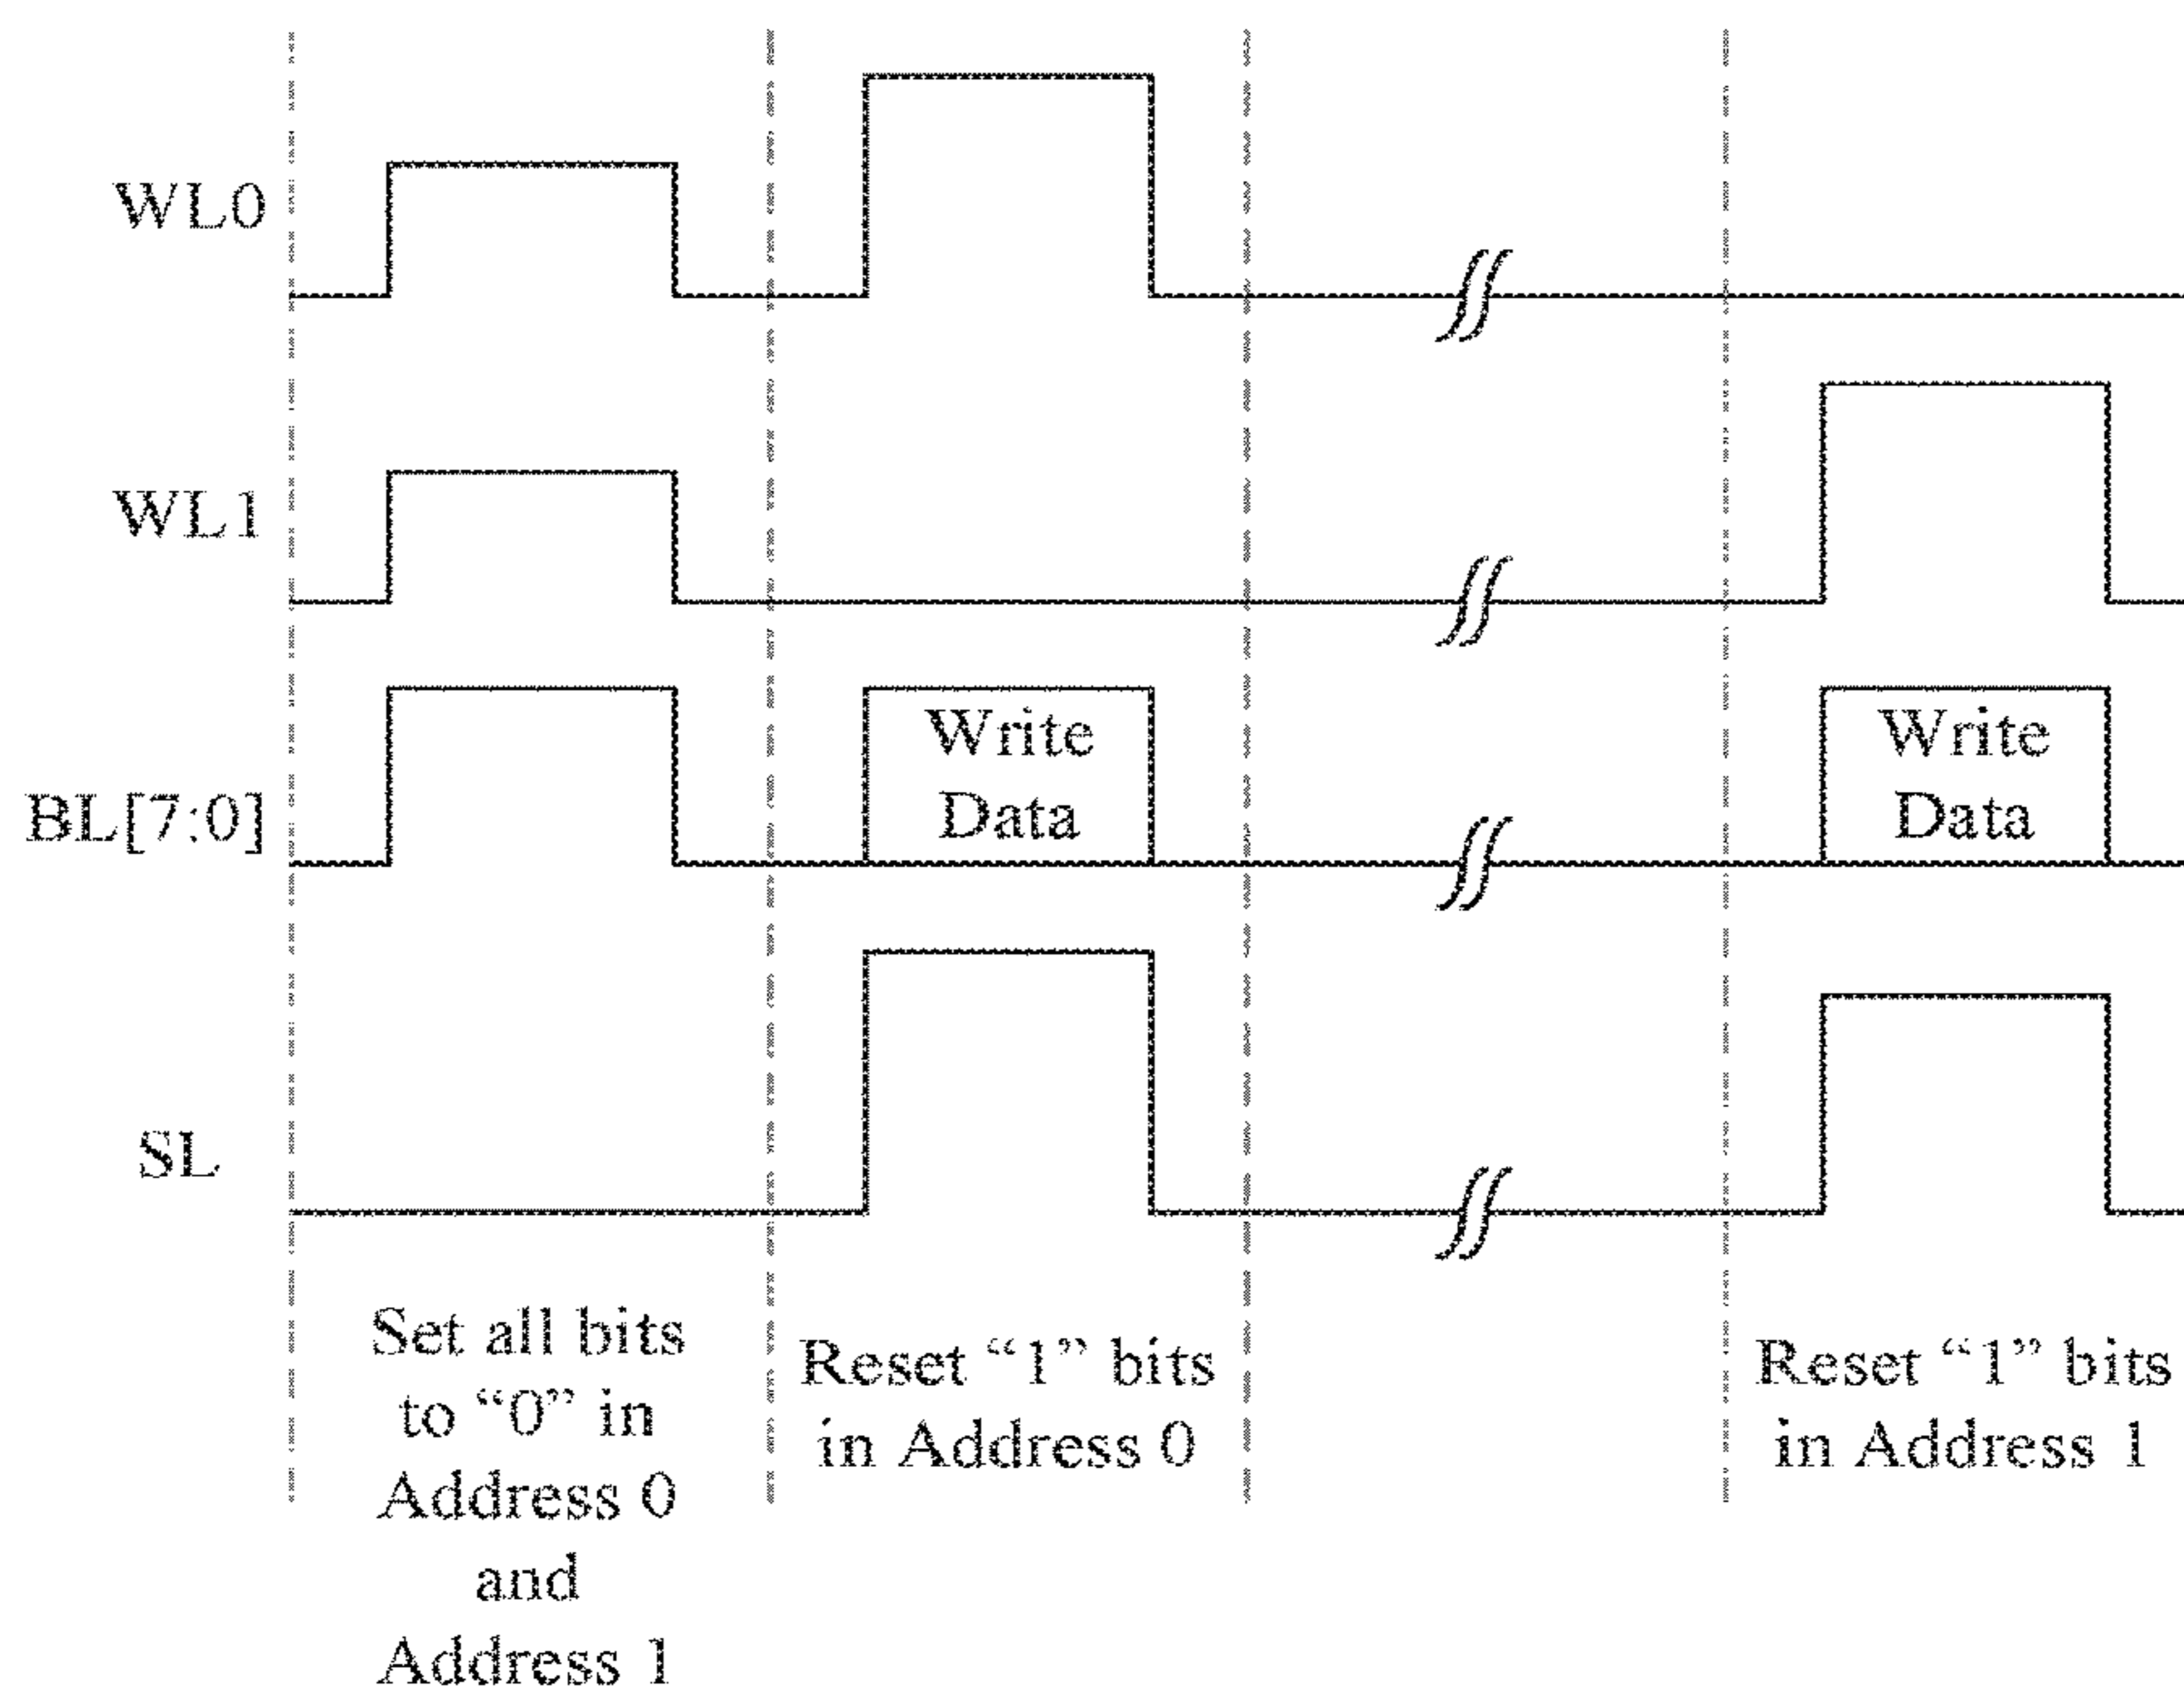 WL0
WL1
BL[7:0]
Write
Data
Write
Data
SL
Set all bits
to “0” in
Address 0
and
Address 1
Reset “1” bits
in Address 0
Reset “1” bits
in Address 1